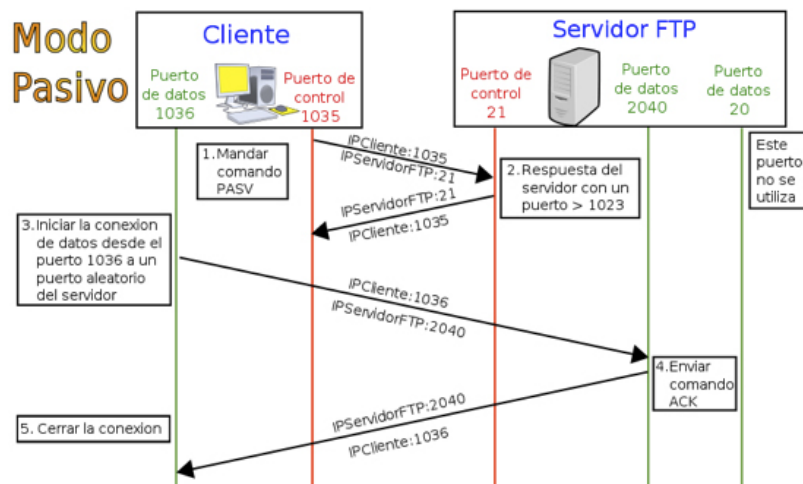 Modo
Pasivo
Cliente
Puerto
de datos
1036
Puerto de
control
1035
Servidor FTP
Puerto de
control
21
Puerto
de datos
2040
Puerto
de datos
20
1.Mandar
comando
PASV
IPCliente:1035
IPServidorFTP:21
2.Respuesta del
servidor con un
puerto > 1023
Este
puerto
no se
utiliza
IPServidorFTP:21
IPCliente:1035
3.Iniciar la conexion
de datos desde el
puerto 1036 a un
puerto aleatorio
del servidor
IPCliente:1036
IPServidorFTP:2040
4.Enviar
comando
ACK
IPServidorFTP:2040
IPCliente:1036
5. Cerrar la conexion